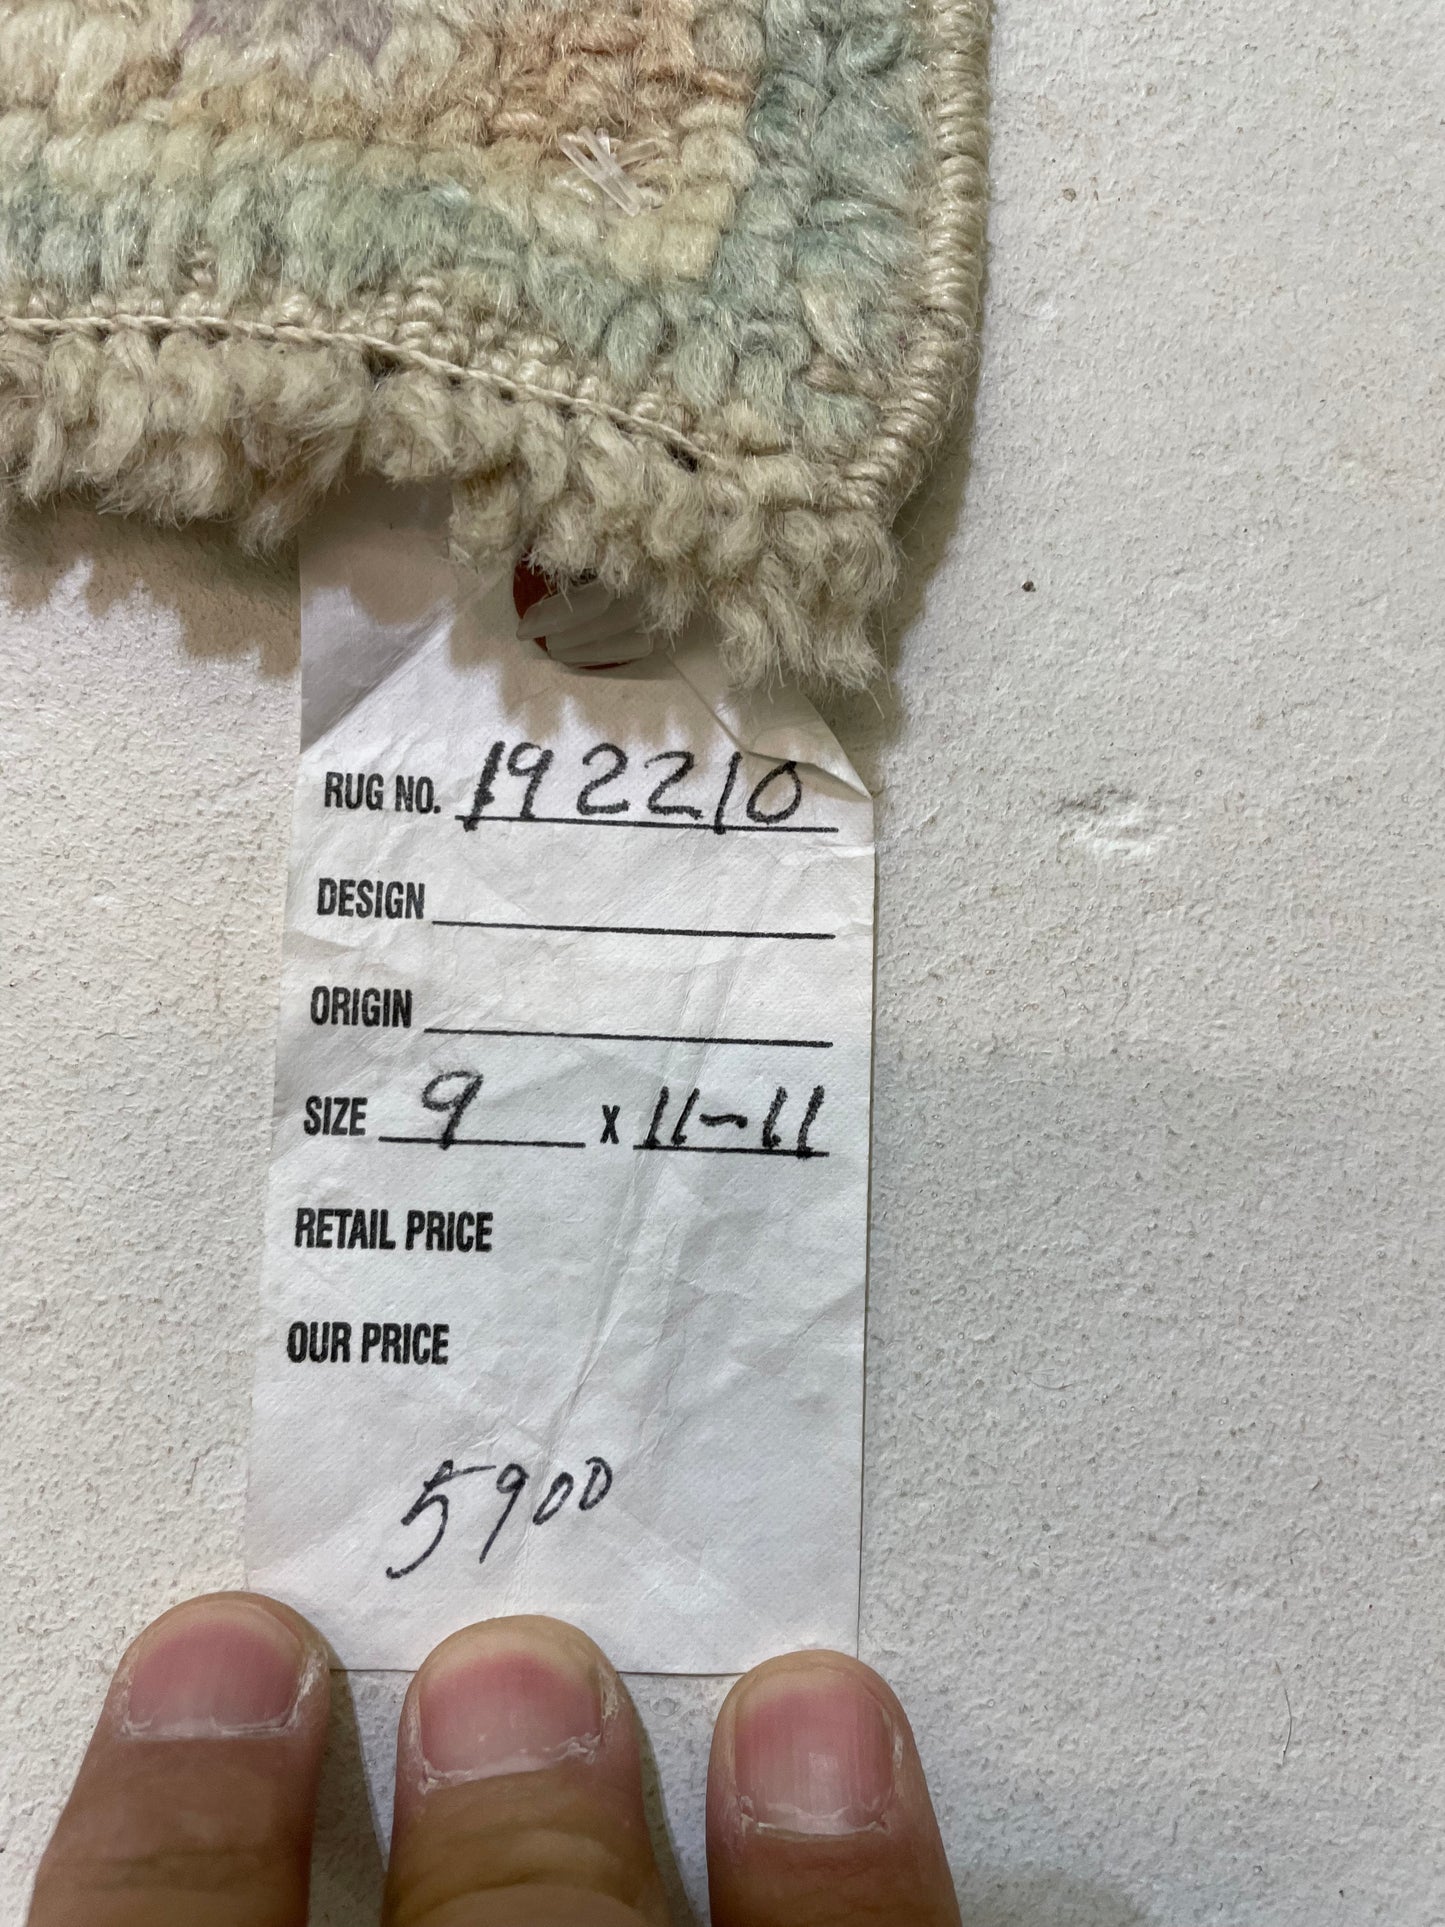 RUG NO. 192210
DESIGN
ORIGIN
SIZE 9 X 11-11
RETAIL PRICE
OUR PRICE
5900